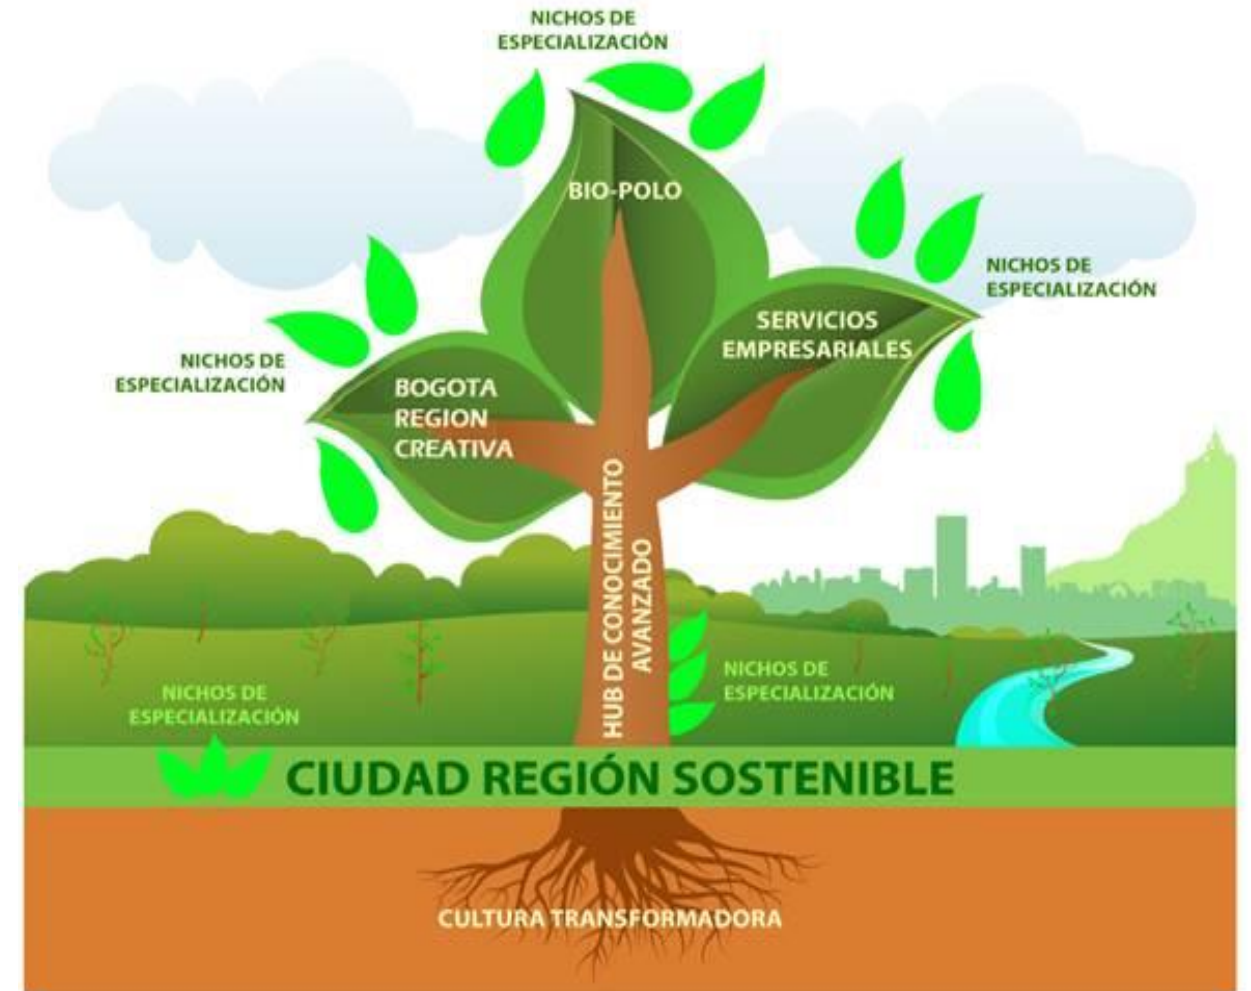 NICHOS DE
ESPECIALIZACIÓN
BIO-POLO
NICHOS DE
ESPECIALIZACIÓN
SERVICIOS
EMPRESARIALES
NICHOS DE
ESPECIALIZACIÓN
BOGOTA
REGION
CREATIVA
HUB DE CONOCIMIENTO
AVANZADO
NICHOS DE
ESPECIALIZACIÓN
NICHOS DE
ESPECIALIZACIÓN
CIUDAD REGIÓN SOSTENIBLE
CULTURA TRANSFORMADORA